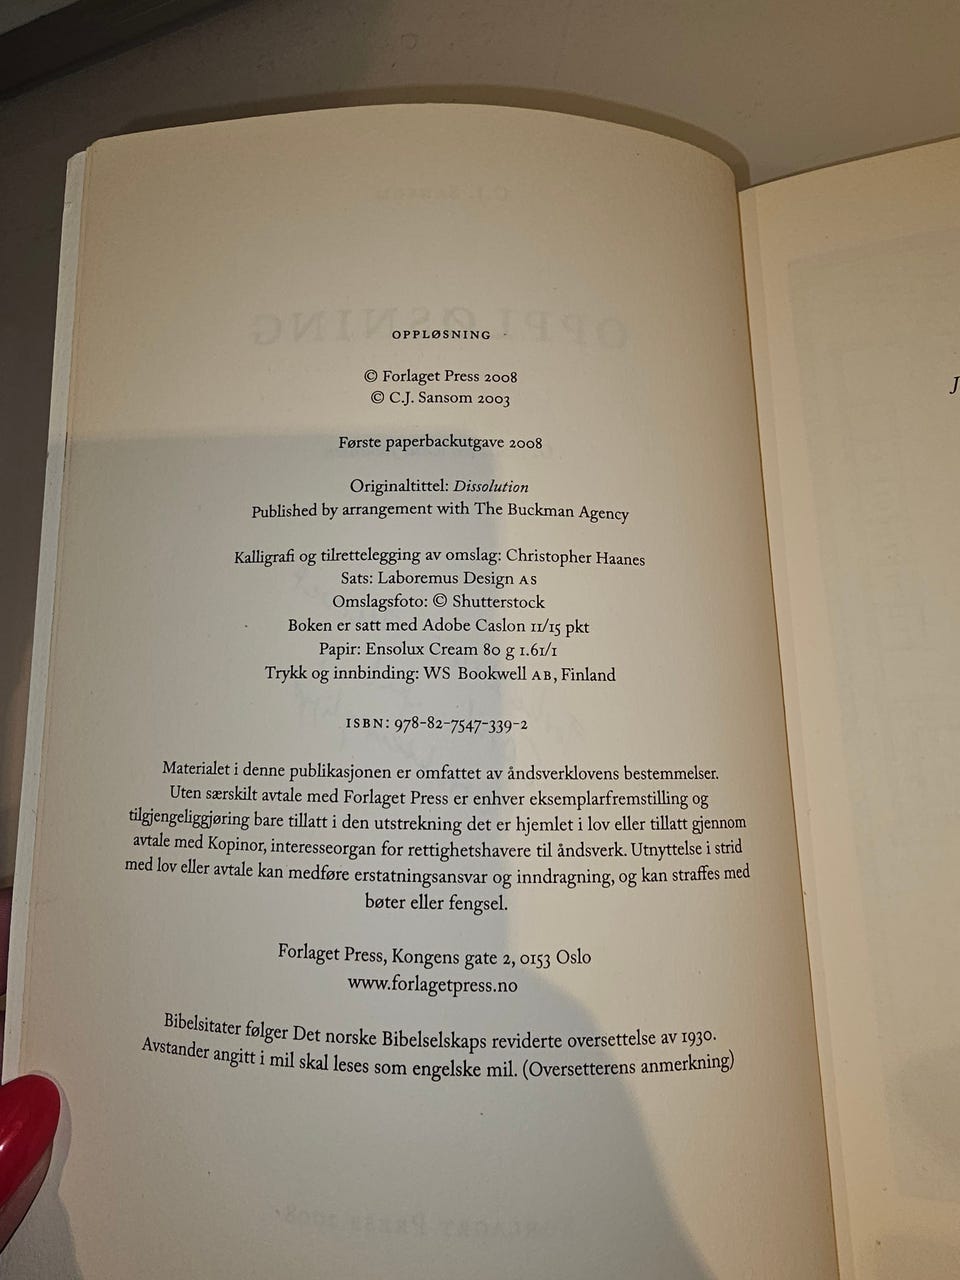 OPPLØSNING
© Forlaget Press 2008
© C.J. Sansom 2003
Første paperbackutgave 2008
Originaltittel: Dissolution
Published by arrangement with The Buckman Agency
Kalligrafi og tilrettelegging av omslag: Christopher Haanes
Sats: Laboremus Design AS
Omslagsfoto: © Shutterstock
Boken er satt med Adobe Caslon 11/15 pkt
Papir: Ensolux Cream 80 g 1.61/1
Trykk og innbinding: WS Bookwell AB, Finland
ISBN: 978-82-7547-339-2
Materialet i denne publikasjonen er omfattet av åndsverklovens bestemmelser.
Uten særskilt avtale med Forlaget Press er enhver eksemplarfremstilling og
tilgjengeliggjøring bare tillatt i den utstrekning det er hjemlet i lov eller tillatt gjennom
avtale med Kopinor, interesseorgan for rettighetshavere til åndsverk. Utnyttelse i strid
med lov eller avtale kan medføre erstatningsansvar og inndragning, og kan straffes med
bøter eller fengsel.
Forlaget Press, Kongens gate 2, 0153 Oslo
www.forlagetpress.no
Bibelsitater følger Det norske Bibelselskaps reviderte oversettelse av 1930.
Avstander angitt i mil skal leses som engelske mil. (Oversetterens anmerkning)